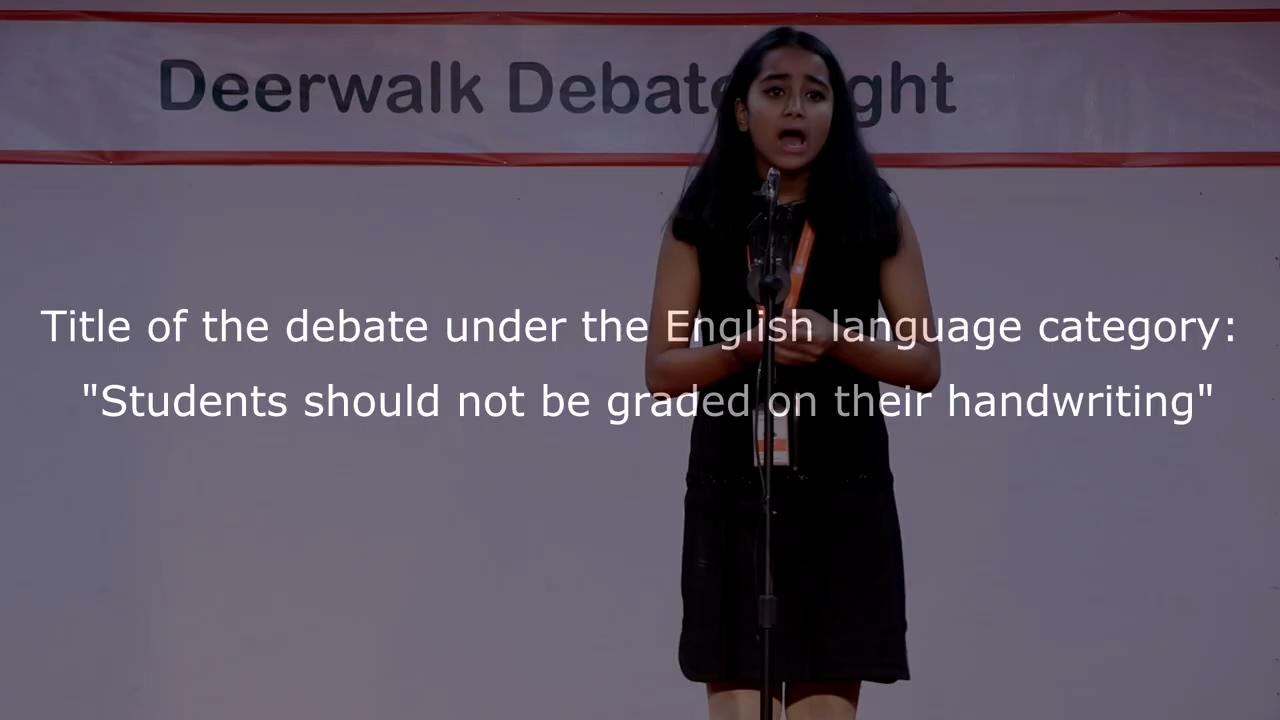 Deerwalk Debate ght
Title of the debate under the English language category:
"Students should not be graded on their handwriting"